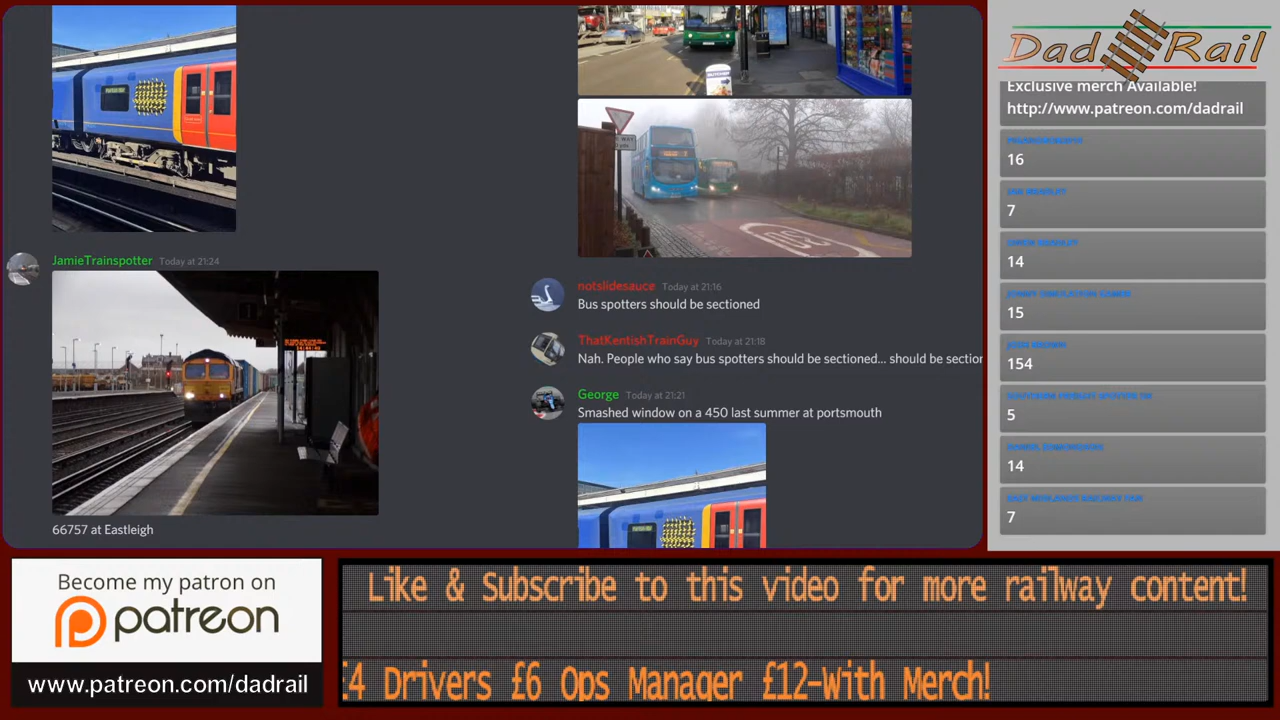 JamieTrainspotter Today at 21:24
66757 at Eastleigh
notslidesauce Today at 21:16
Bus spotters should be sectioned
ThatKentishTrainGuy Today at 21:18
Nah. People who say bus spotters should be sectioned... should be section
George Today at 21:21
Smashed window on a 450 last summer at portsmouth
Dad Rail
Exclusive merch Available!
http://www.patreon.com/dadrail
16
7
14
15
154
5
14
7
Become my patron on
patreon
www.patreon.com/dadrail
Like & Subscribe to this video for more railway content!
£4 Drivers £6 Ops Manager £12-With Merch!